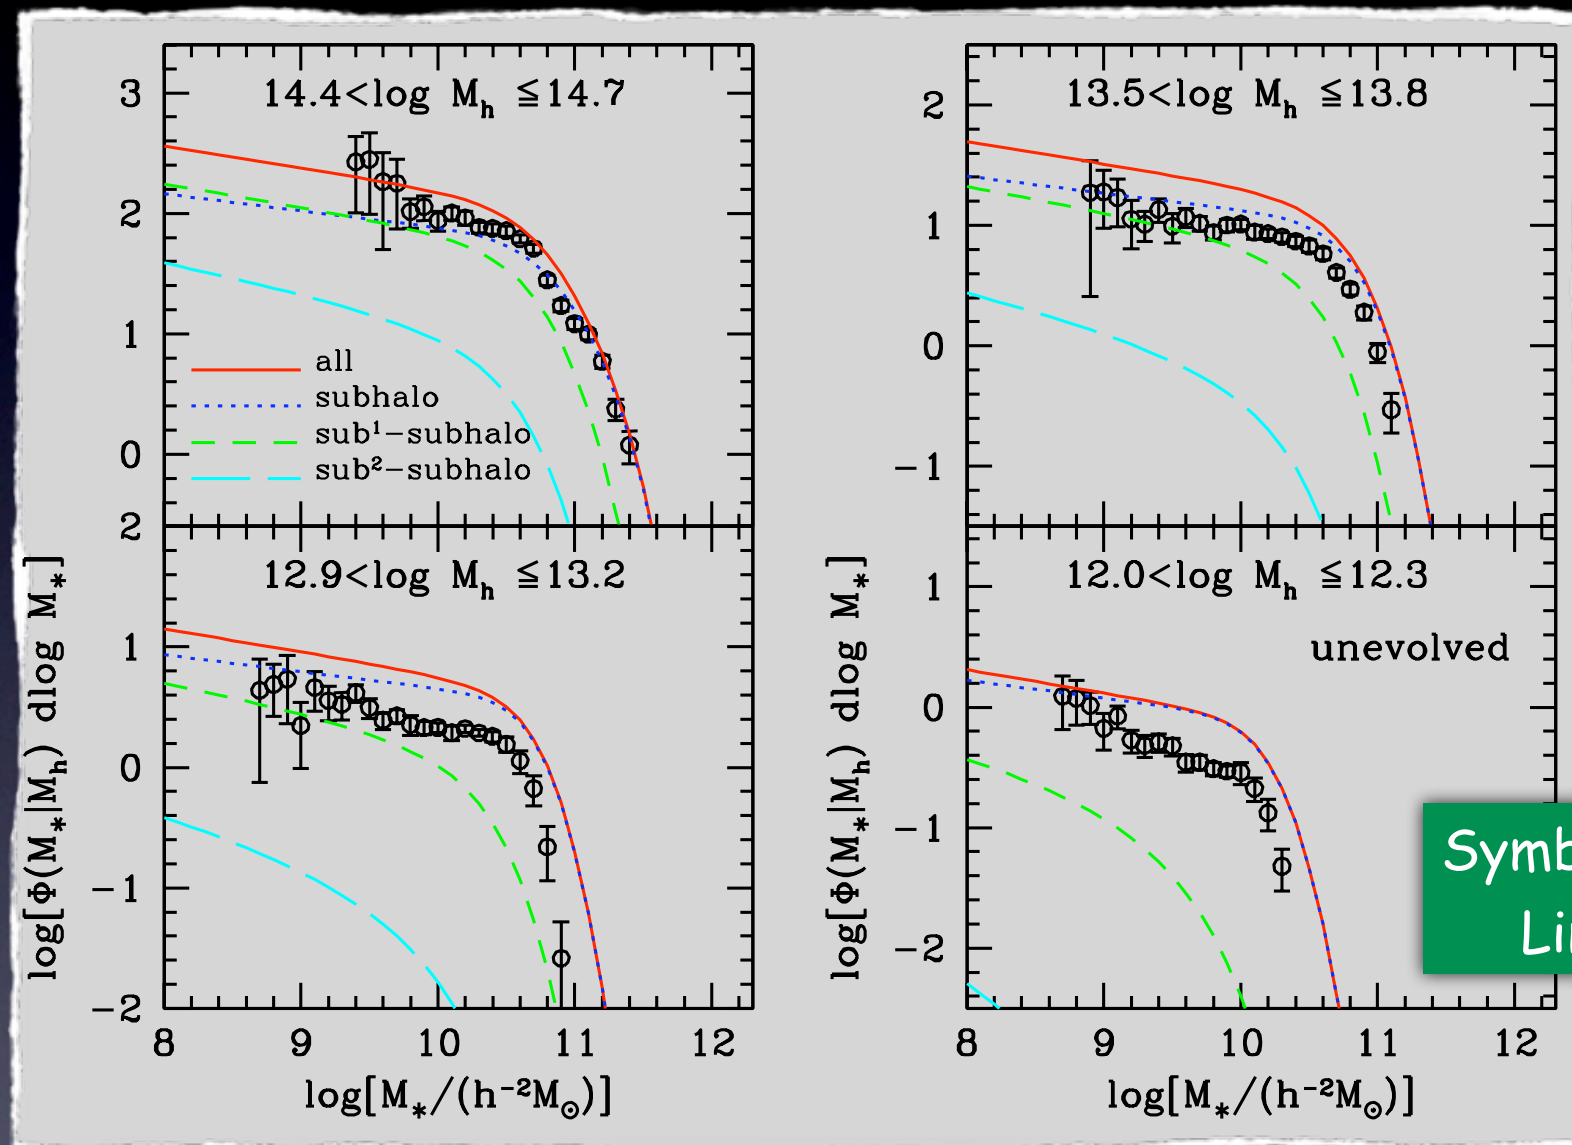 14.4<log M_h ≦14.7
3
2
1
0
all
subhalo
sub¹−subhalo
sub²−subhalo
13.5<log M_h ≦13.8
2
1
0
−1
12.9<log M_h ≦13.2
2
1
0
−1
−2
log[Φ(M_*|M_h) dlog M_*]
8 9 10 11 12
log[M_*/(h⁻²M_⊙)]
12.0<log M_h ≦12.3
unevolved
1
0
−1
−2
log[Φ(M_*|M_h) dlog M_*]
8 9 10 11 12
log[M_*/(h⁻²M_⊙)]